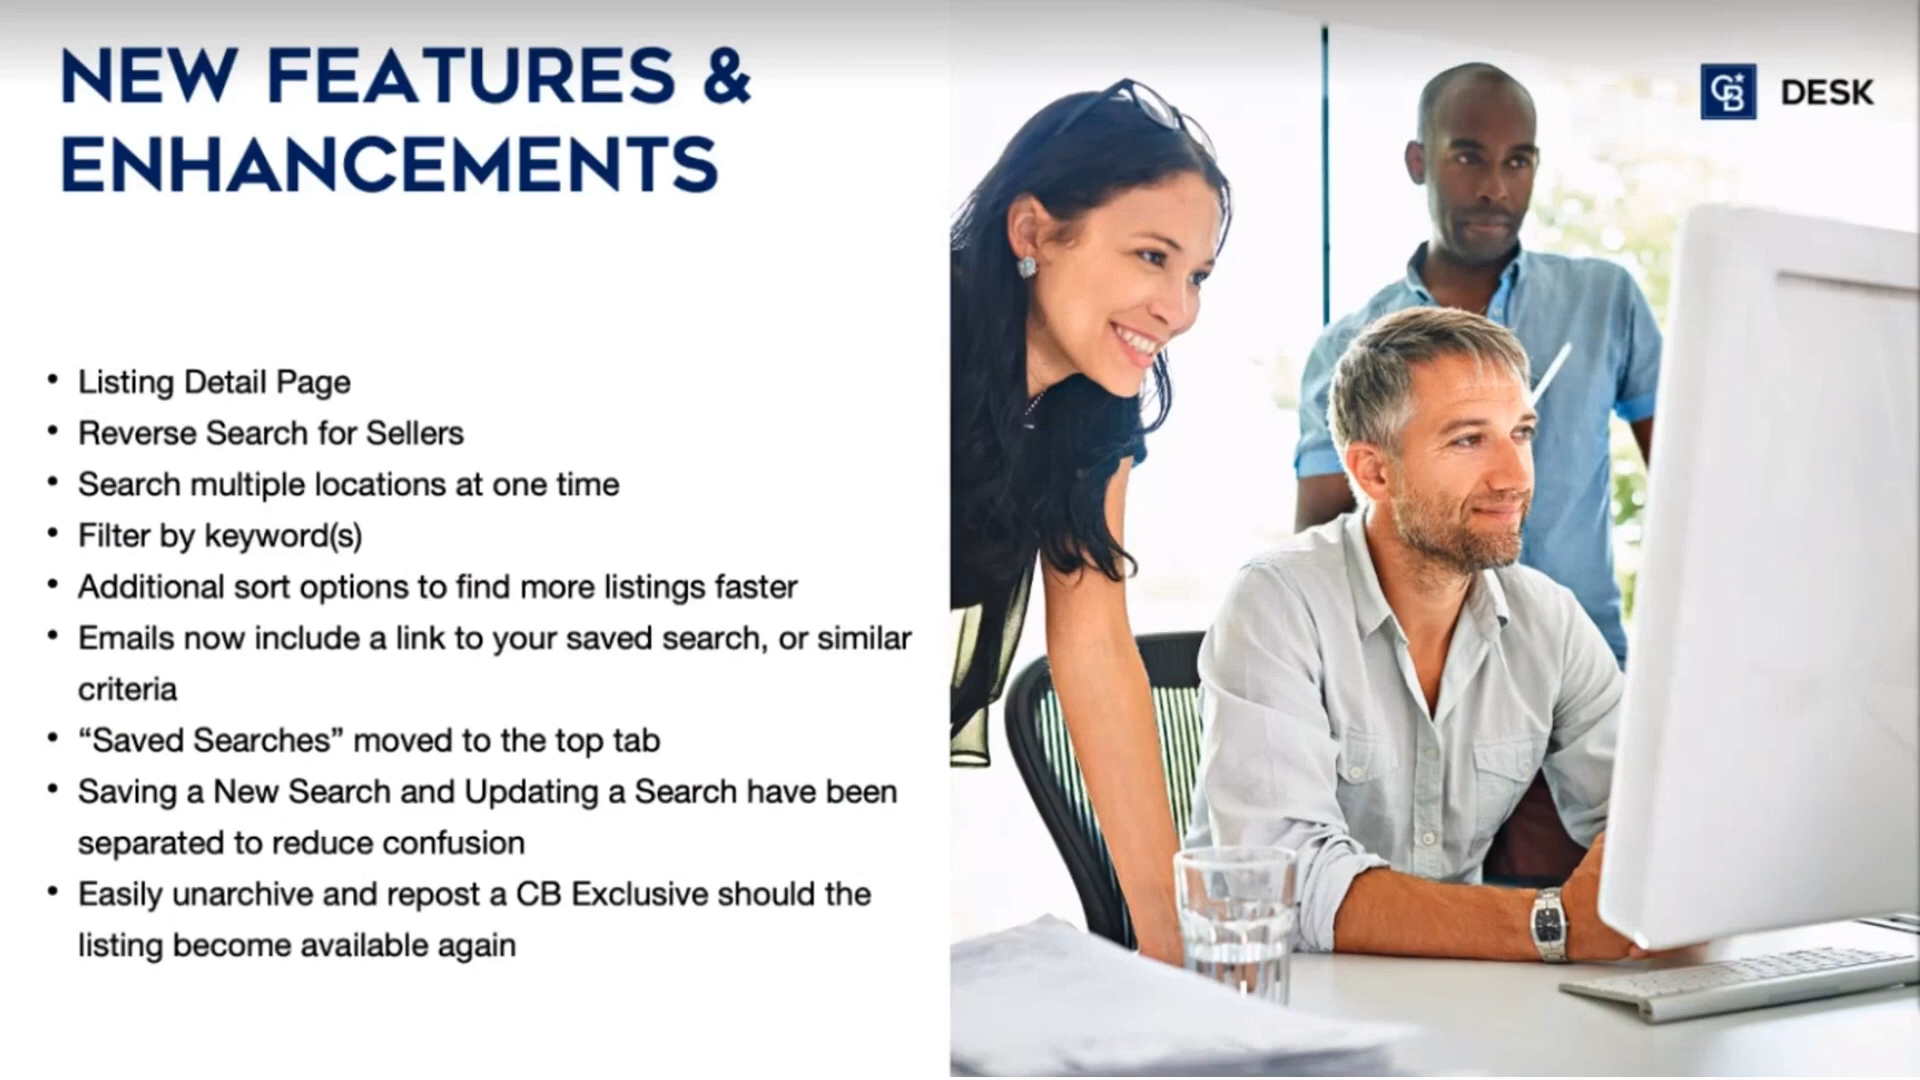 NEW FEATURES &
ENHANCEMENTS
CB DESK
• Listing Detail Page
• Reverse Search for Sellers
• Search multiple locations at one time
• Filter by keyword(s)
• Additional sort options to find more listings faster
• Emails now include a link to your saved search, or similar
criteria
• “Saved Searches” moved to the top tab
• Saving a New Search and Updating a Search have been
separated to reduce confusion
• Easily unarchive and repost a CB Exclusive should the
listing become available again